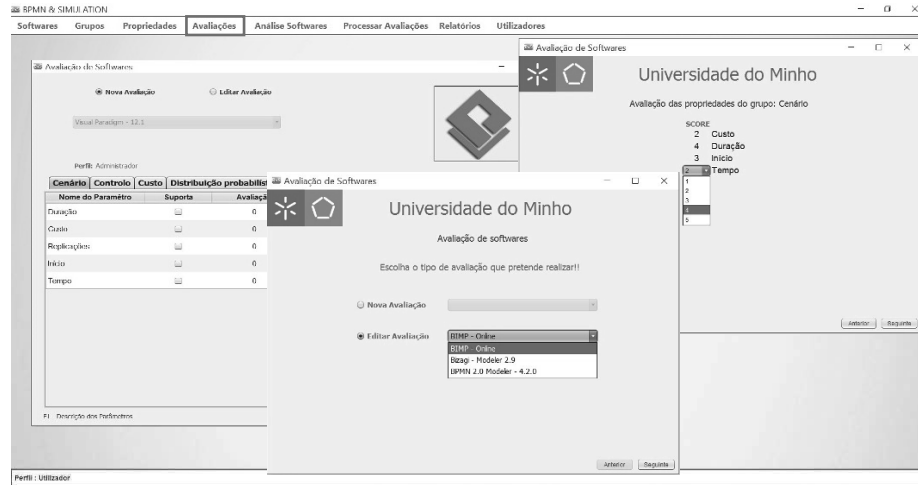 BPMN & SIMULATION
Softwares Grupos Propriedades Avaliações Análise Softwares Processar Avaliações Relatórios Utilizadores
Avaliação de Softwares
Nova Avaliação Editar Avaliação
Visual Paradigm - 12.1
Perfil: Administrador
Cenário Controlo Custo Distribuição probabilíst
Nome do Paramêtro Suporta Avaliaçã
Duração 0
Custo 0
Replicações 0
Início 0
Tempo 0
F1 - Descrição dos Parâmetros
Avaliação de Softwares
Universidade do Minho
Avaliação de softwares
Escolha o tipo de avaliação que pretende realizar!!
Nova Avaliação
Editar Avaliação BIMP - Online
BIMP - Online
Bizagi - Modeler 2.9
BPMN 2.0 Modeler - 4.2.0
Anterior Seguinte
Avaliação de Softwares
Universidade do Minho
Avaliação das propriedades do grupo: Cenário
SCORE
2 Custo
4 Duração
3 Início
2 Tempo
1
2
3
4
5
Anterior Seguinte
Perfil : Utilizador